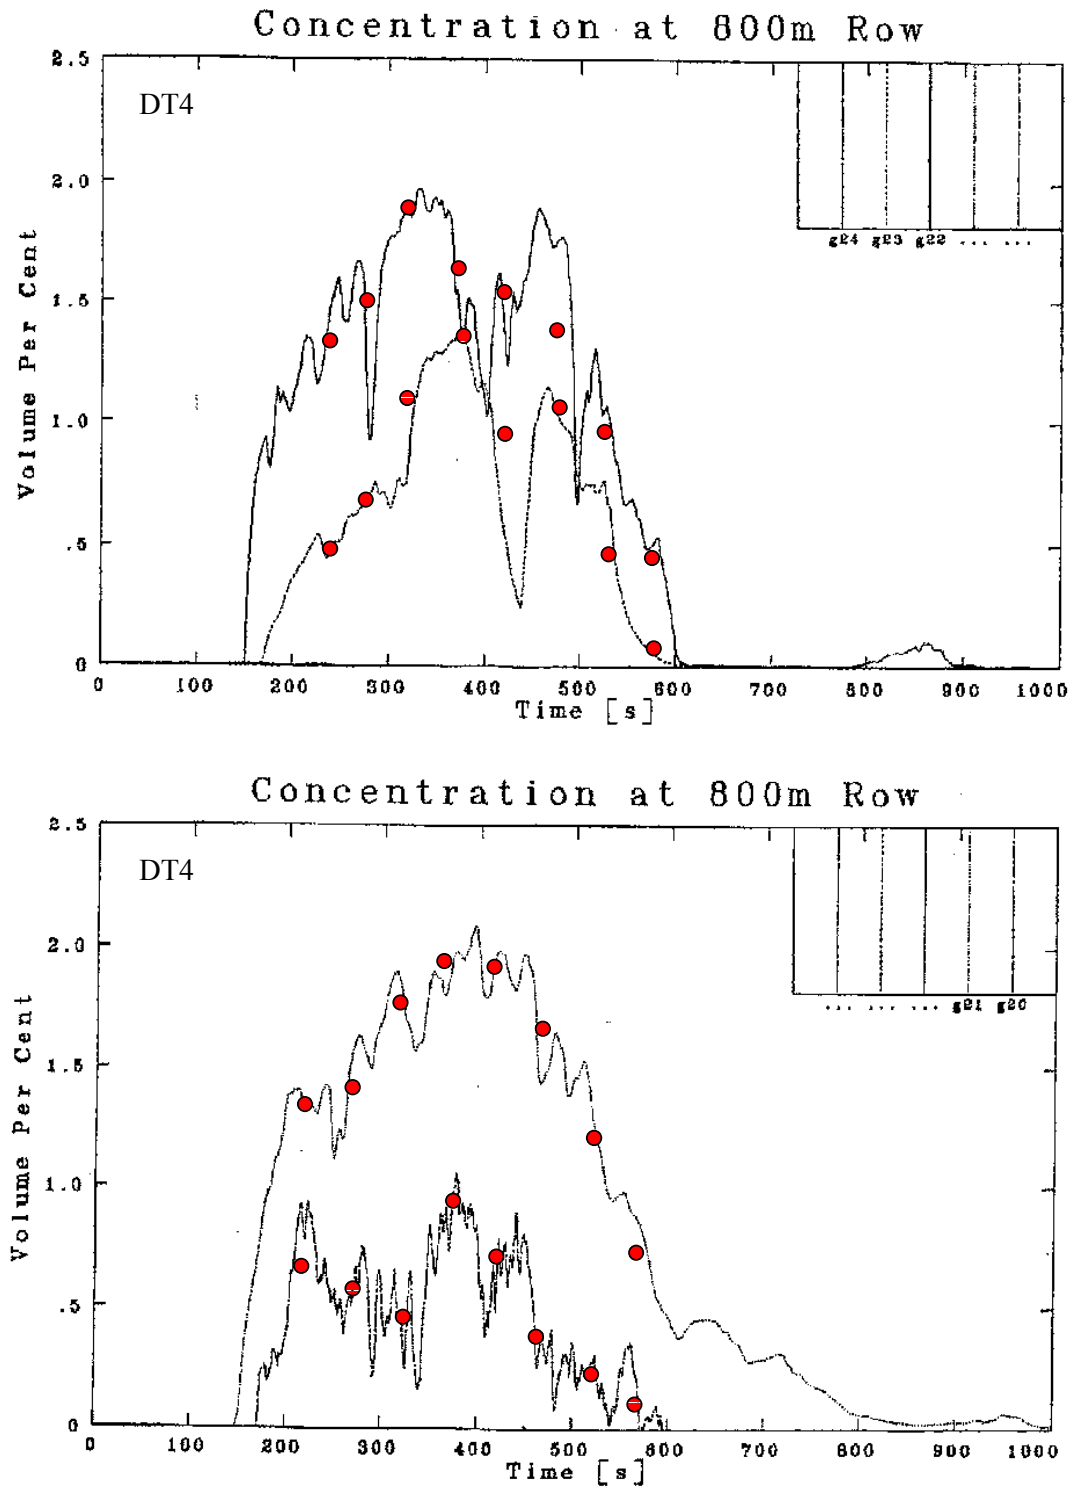 Concentration at 800m Row
2.5
DT4
2.0
1.5
1.0
.5
0
Volume Per Cent
g24 g23 g22 ... ...
0 100 200 300 400 500 600 700 800 900 1000
Time [s]
Concentration at 800m Row
2.5
DT4
2.0
1.5
1.0
.5
0
Volume Per Cent
... ... ... g21 g20
0 100 200 300 400 500 600 700 800 900 1000
Time [s]